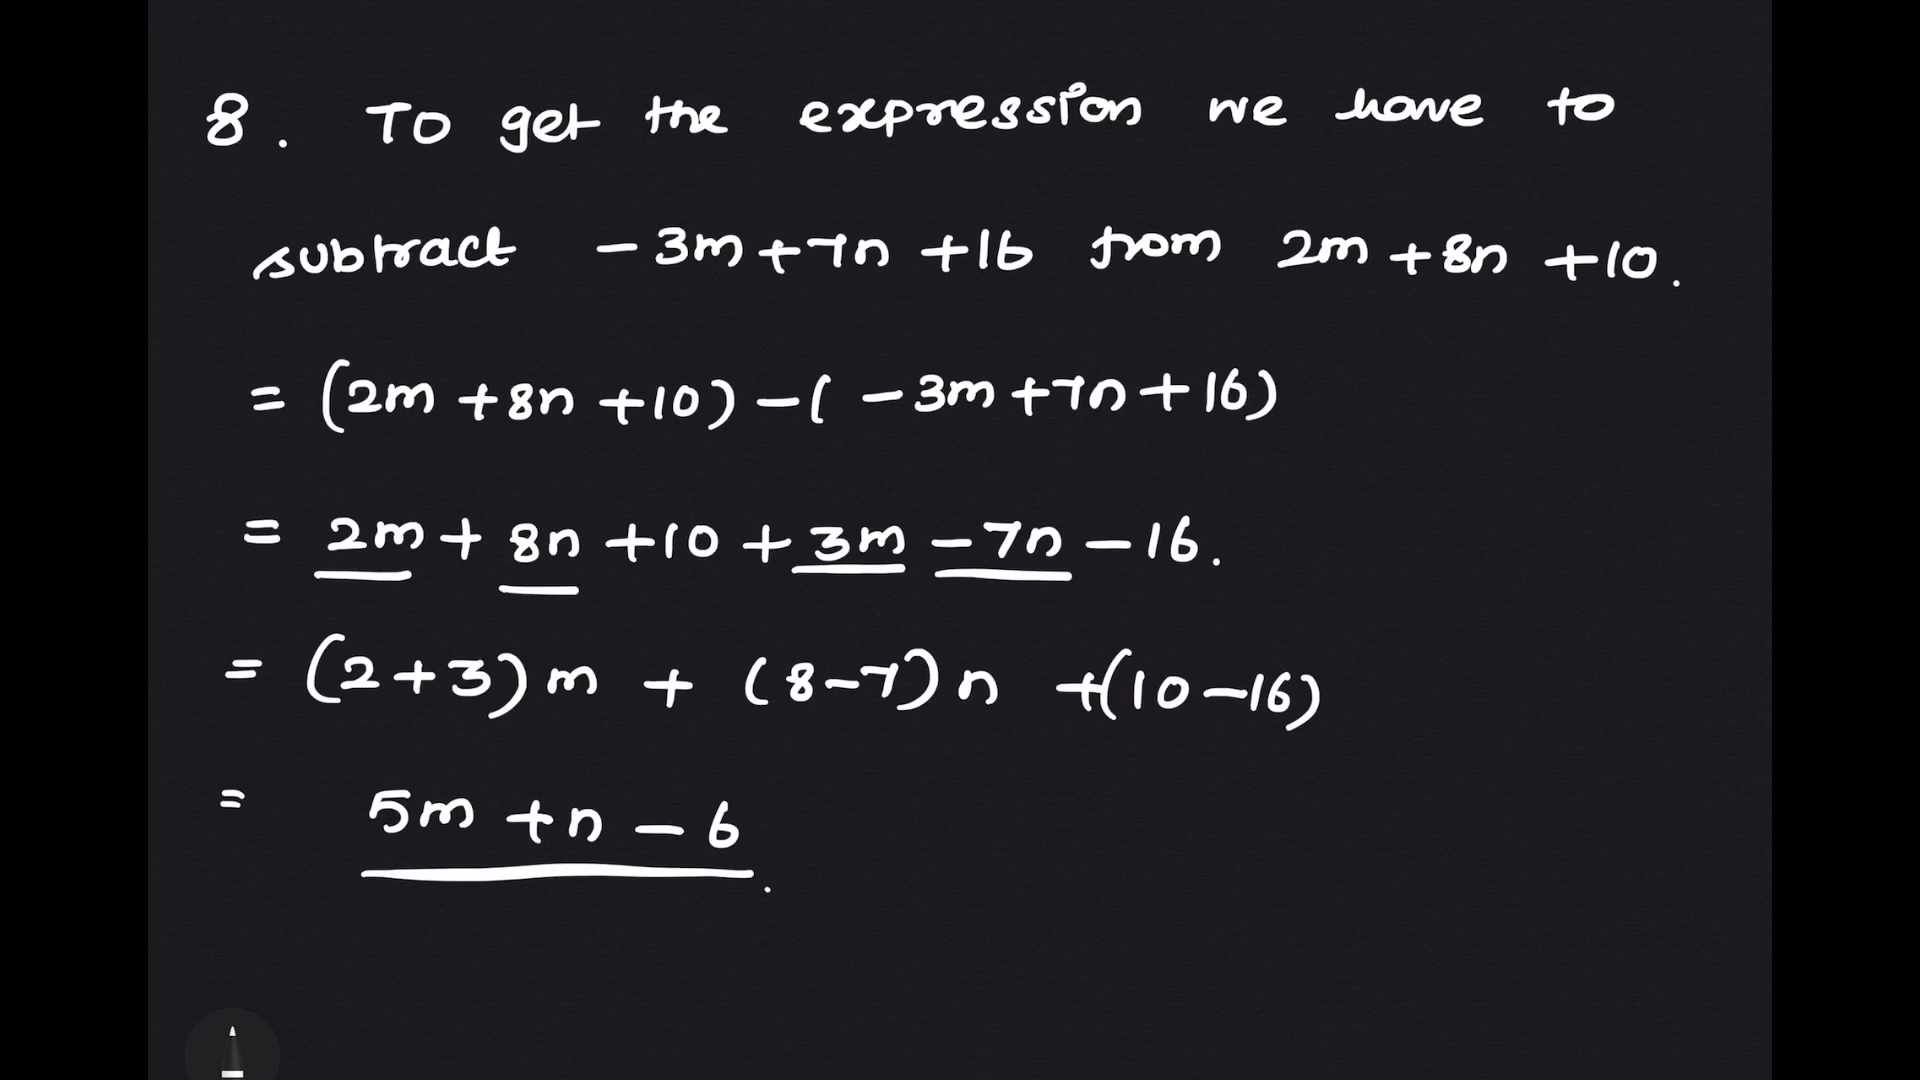 8. To get the expression we have to
subtract -3m+7n+16 from 2m+8n+10.
= (2m+8n+10)-(-3m+7n+16)
= 2m+8n+10+3m-7n-16.
= (2+3)m + (8-7)n +(10-16)
= 5m+n-6.